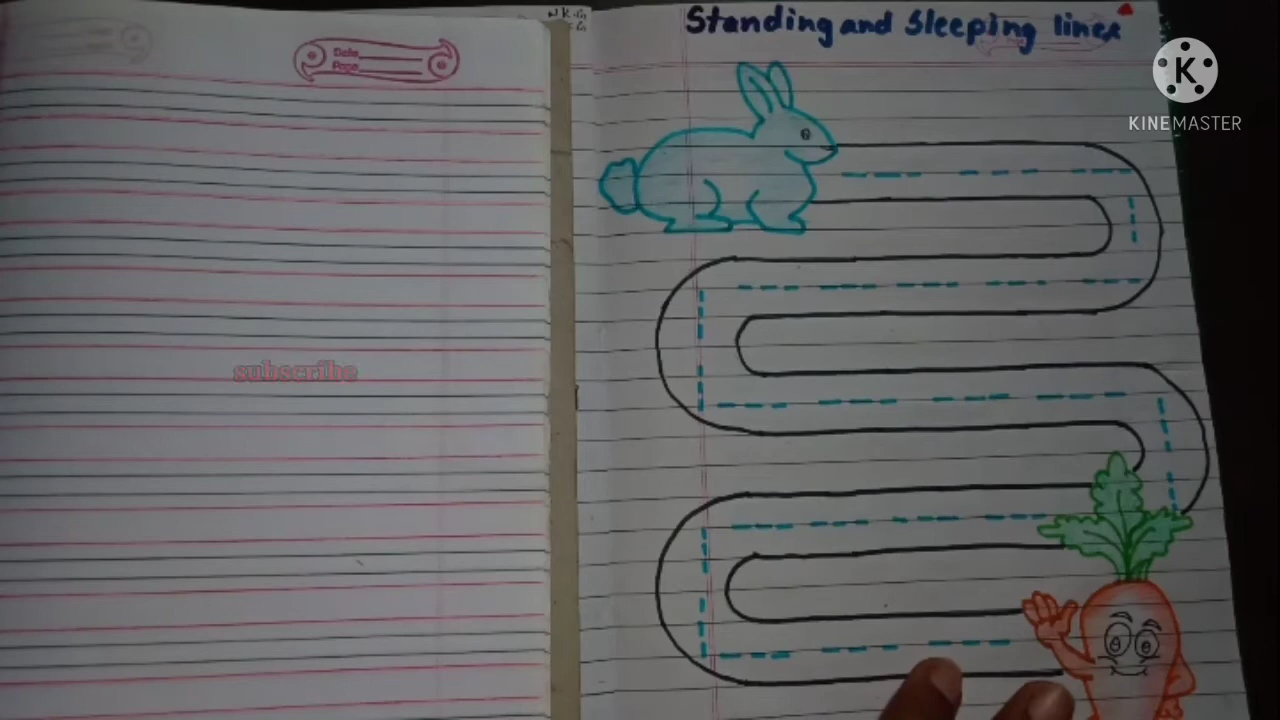 Date
Page
Standing and Sleeping lines
K
KINEMASTER
subscribe